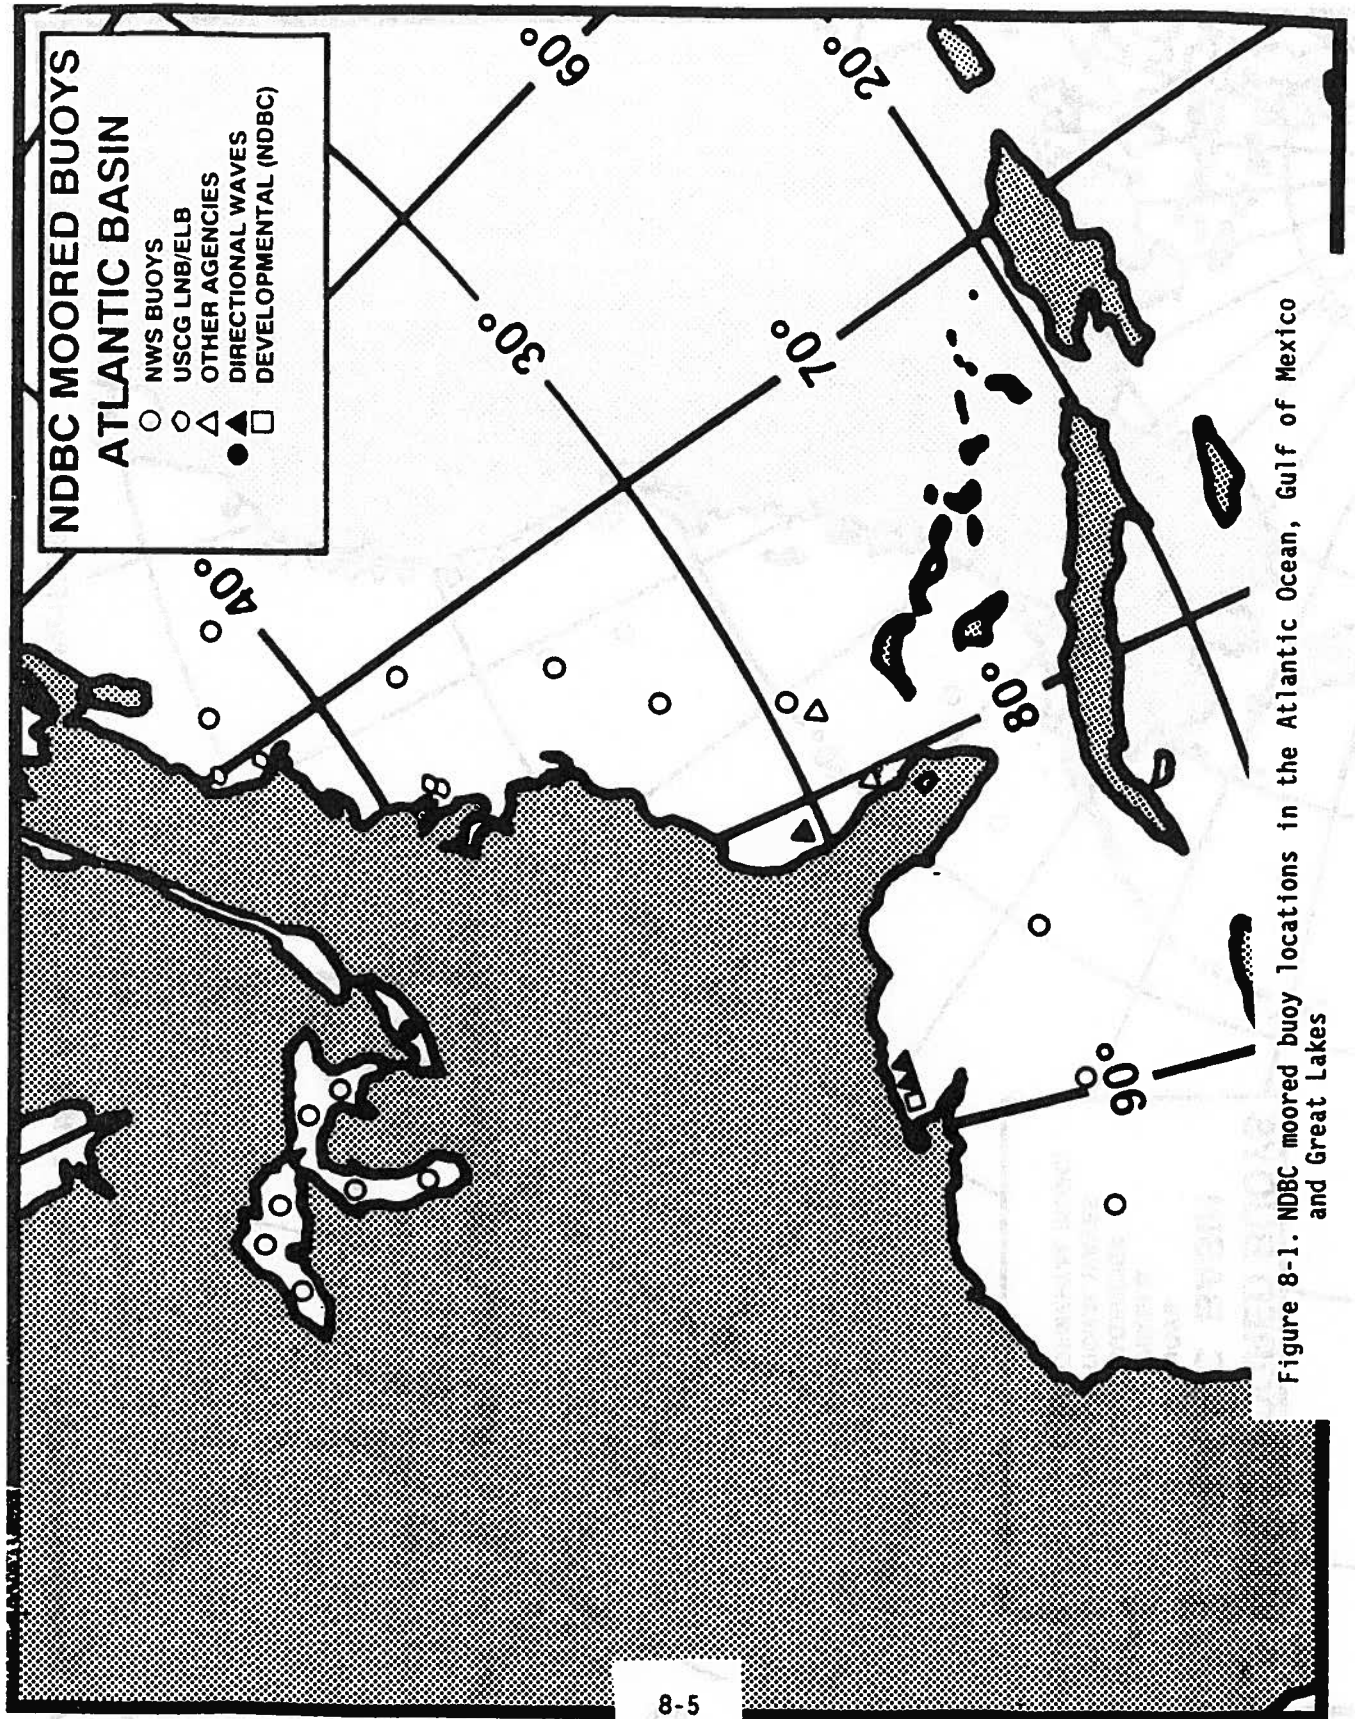 NDBC MOORED BUOYS
ATLANTIC BASIN
NWS BUOYS
USCG LNB/ELB
OTHER AGENCIES
DIRECTIONAL WAVES
DEVELOPMENTAL (NDBC)
60°
40°
30°
20°
70°
80°
90°
Figure 8-1. NDBC moored buoy locations in the Atlantic Ocean, Gulf of Mexico
and Great Lakes
8-5